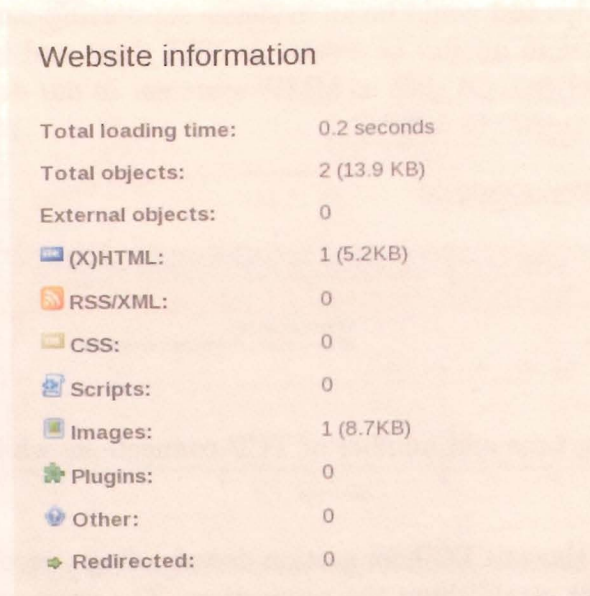 Website information
Total loading time: 0.2 seconds
Total objects: 2 (13.9 KB)
External objects: 0
(X)HTML: 1 (5.2KB)
RSS/XML: 0
CSS: 0
Scripts: 0
Images: 1 (8.7KB)
Plugins: 0
Other: 0
Redirected: 0